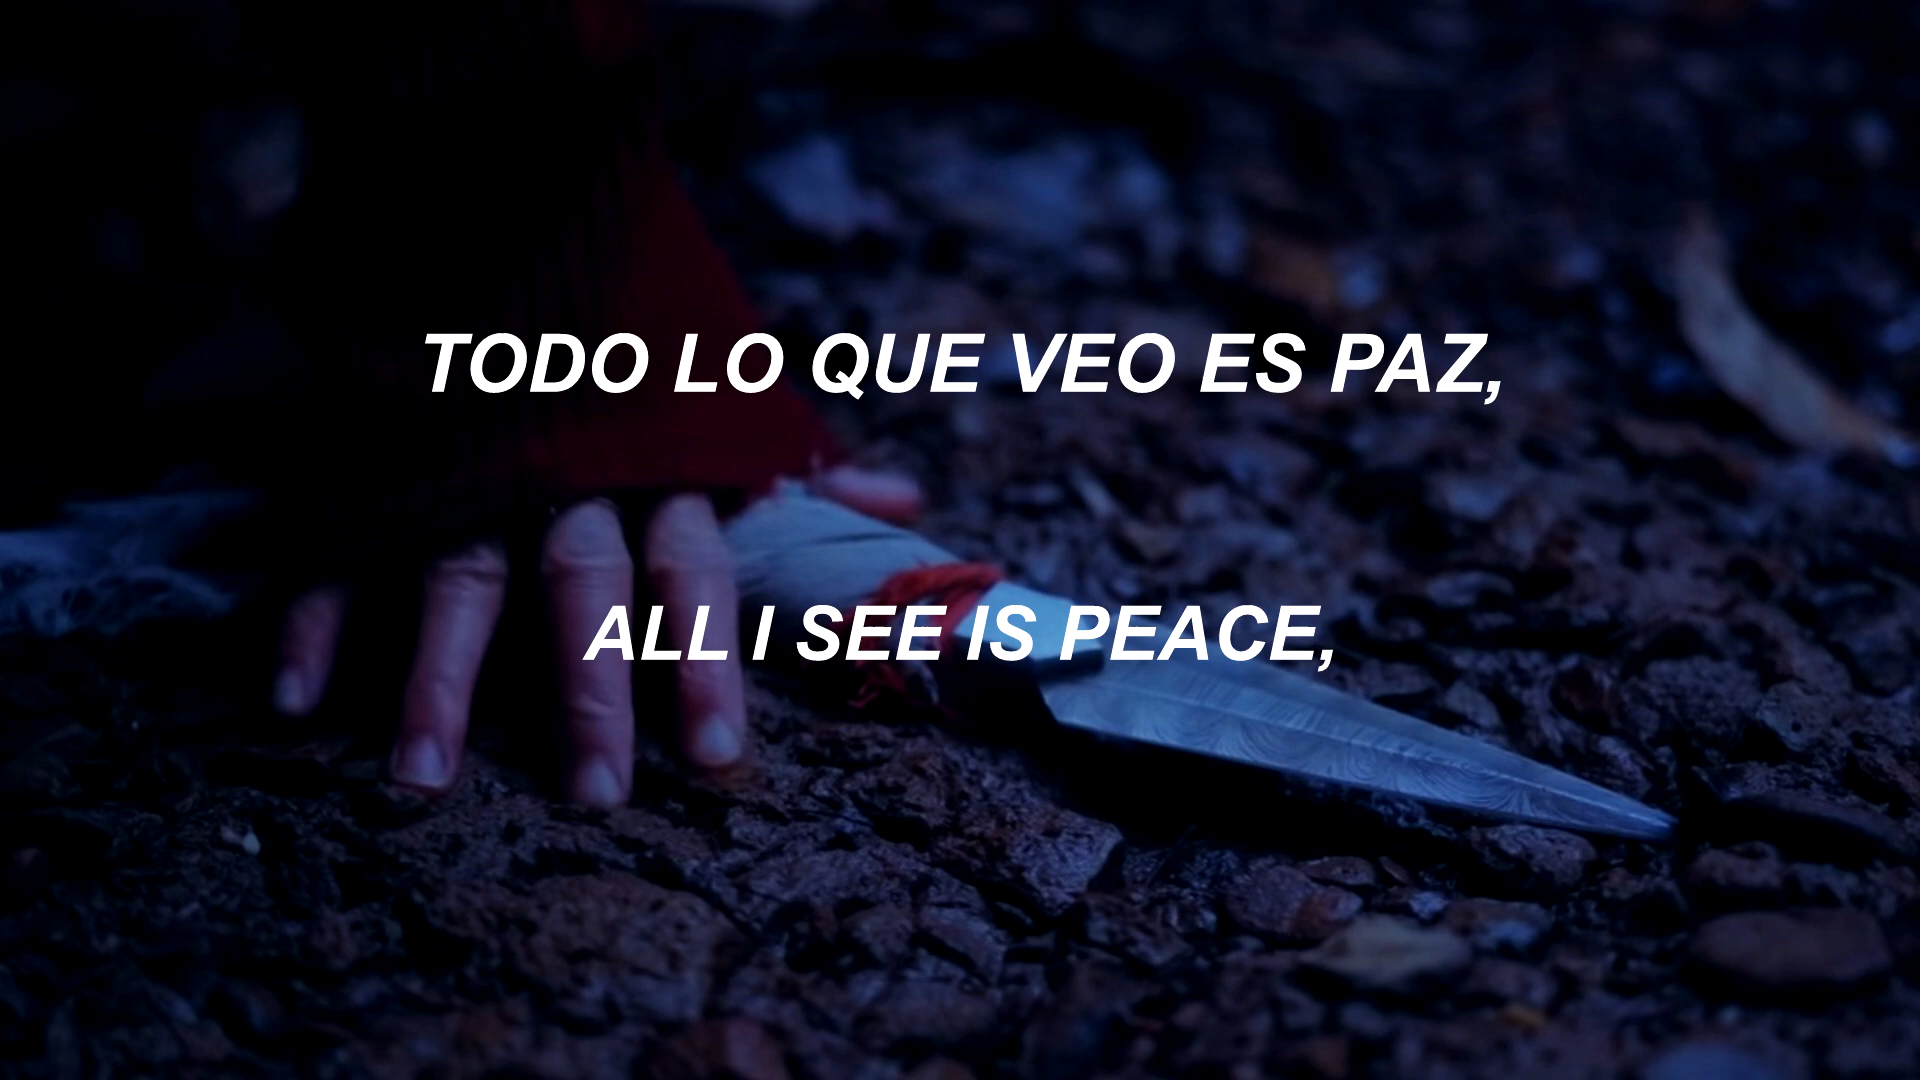 TODO LO QUE VEO ES PAZ,
ALL I SEE IS PEACE,